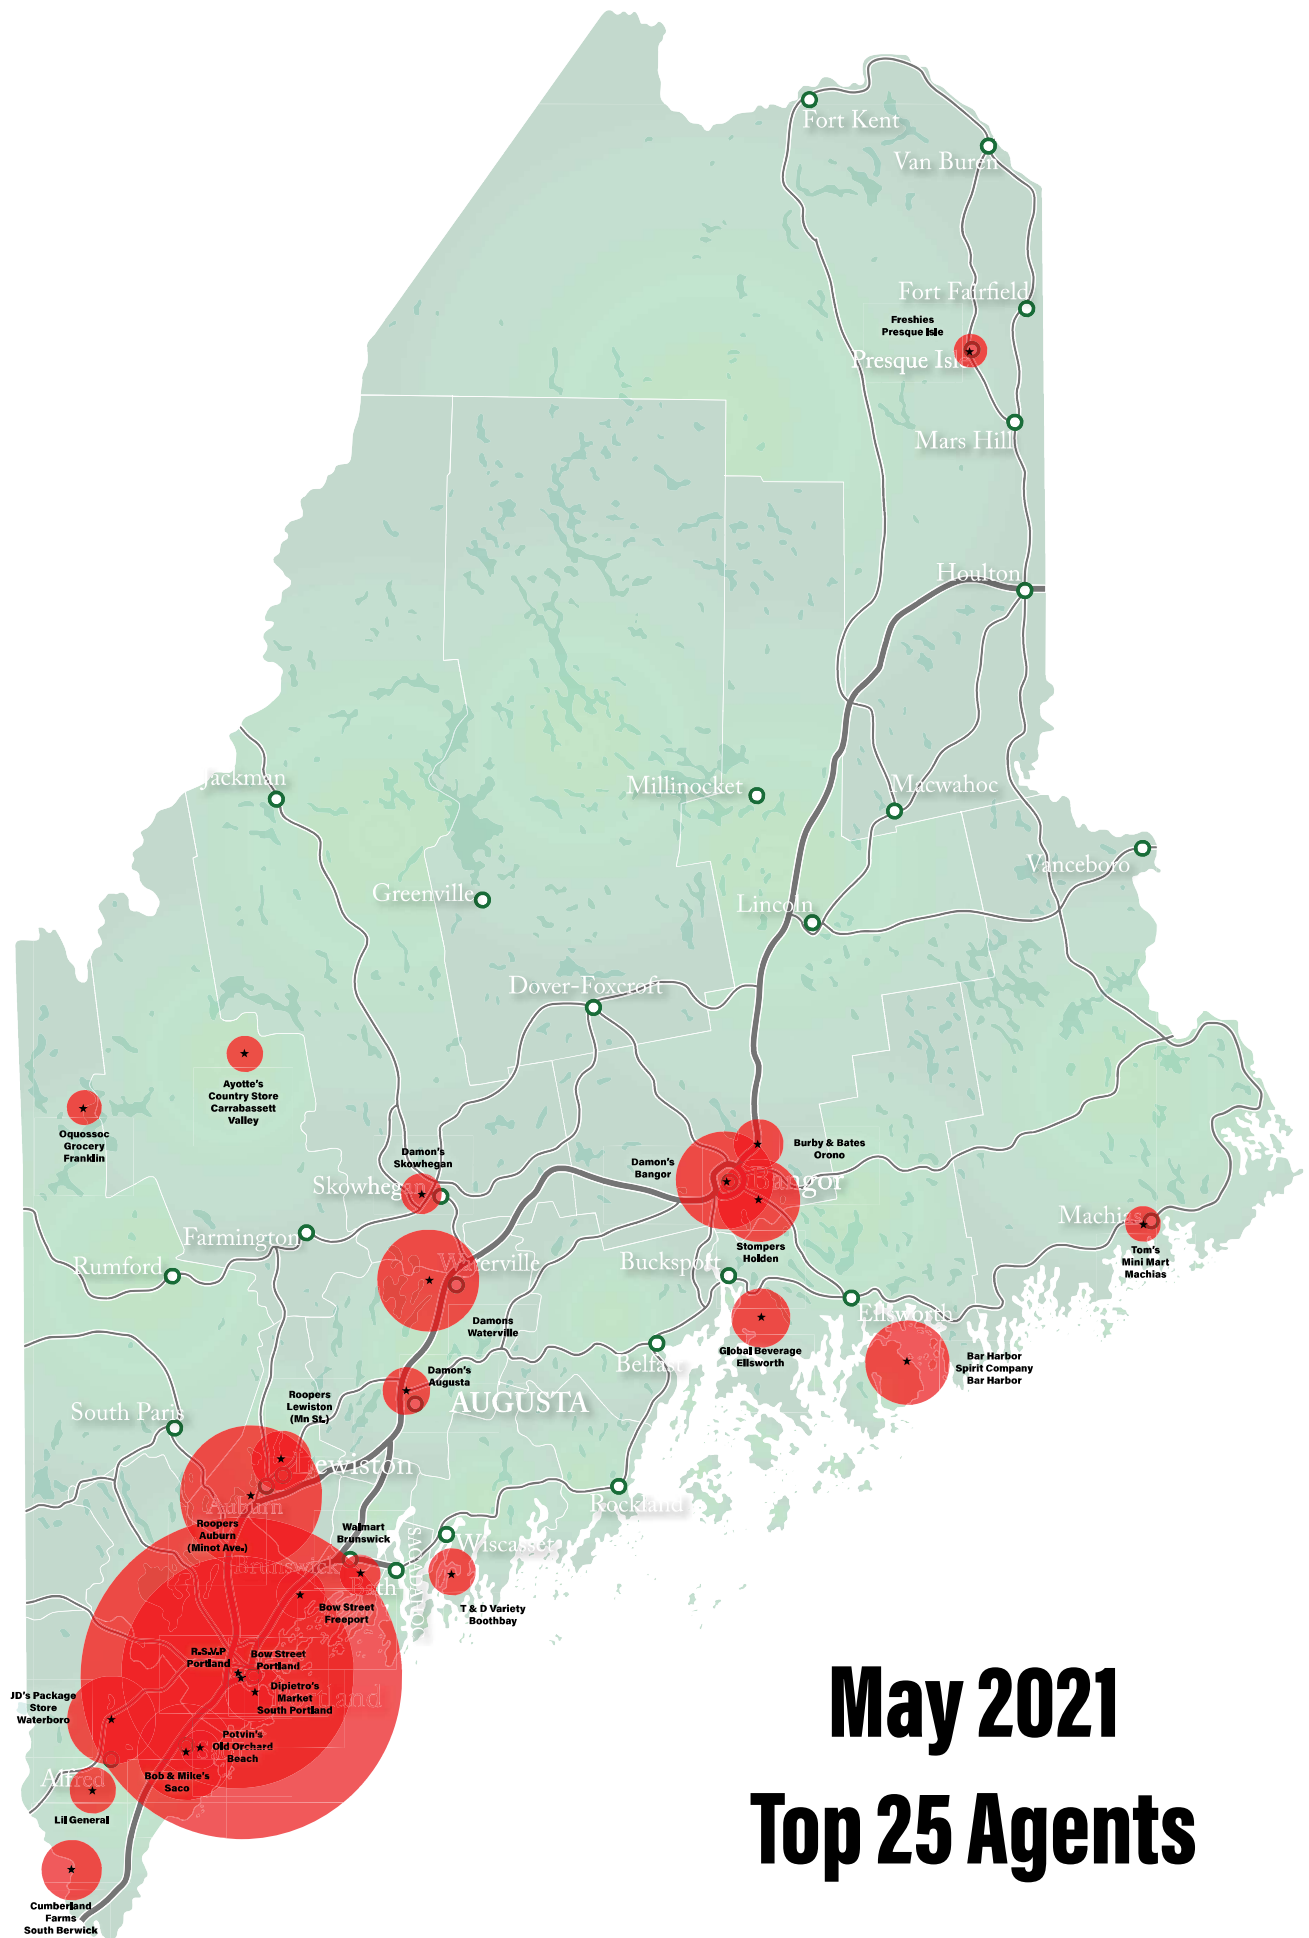 Fort Kent
Van Buren
Fort Fairfield
Freshies
Presque Isle
Presque Isle
Mars Hill
Houlton
Jackman
Millinocket
Macwahoc
Vanceboro
Greenville
Lincoln
Dover-Foxcroft
Ayotte's
Country Store
Carrabassett
Valley
Oquossoc
Grocery
Franklin
Damon's
Skowhegan
Skowhegan
Damon's
Bangor
Burby & Bates
Orono
Bangor
Stompers
Holden
Farmington
Rumford
Waterville
Damons
Waterville
Bucksport
Machias
Tom's
Mini Mart
Machias
Ellsworth
Global Beverage
Ellsworth
Bar Harbor
Spirit Company
Bar Harbor
Belfast
Damon's
Augusta
AUGUSTA
Roopers
Lewiston
(Mn St.)
South Paris
Lewiston
Auburn
Roopers
Auburn
(Minot Ave.)
Rockland
Walmart
Brunswick
Brunswick
Bath
Wiscasset
T & D Variety
Boothbay
Bow Street
Freeport
R.S.V.P
Portland
Bow Street
Portland
Dipietro's
Market
South Portland
JD's Package
Store
Waterboro
Potvin's
Old Orchard
Beach
Bob & Mike's
Saco
Alfred
Lil General
Cumberland
Farms
South Berwick
May 2021
Top 25 Agents